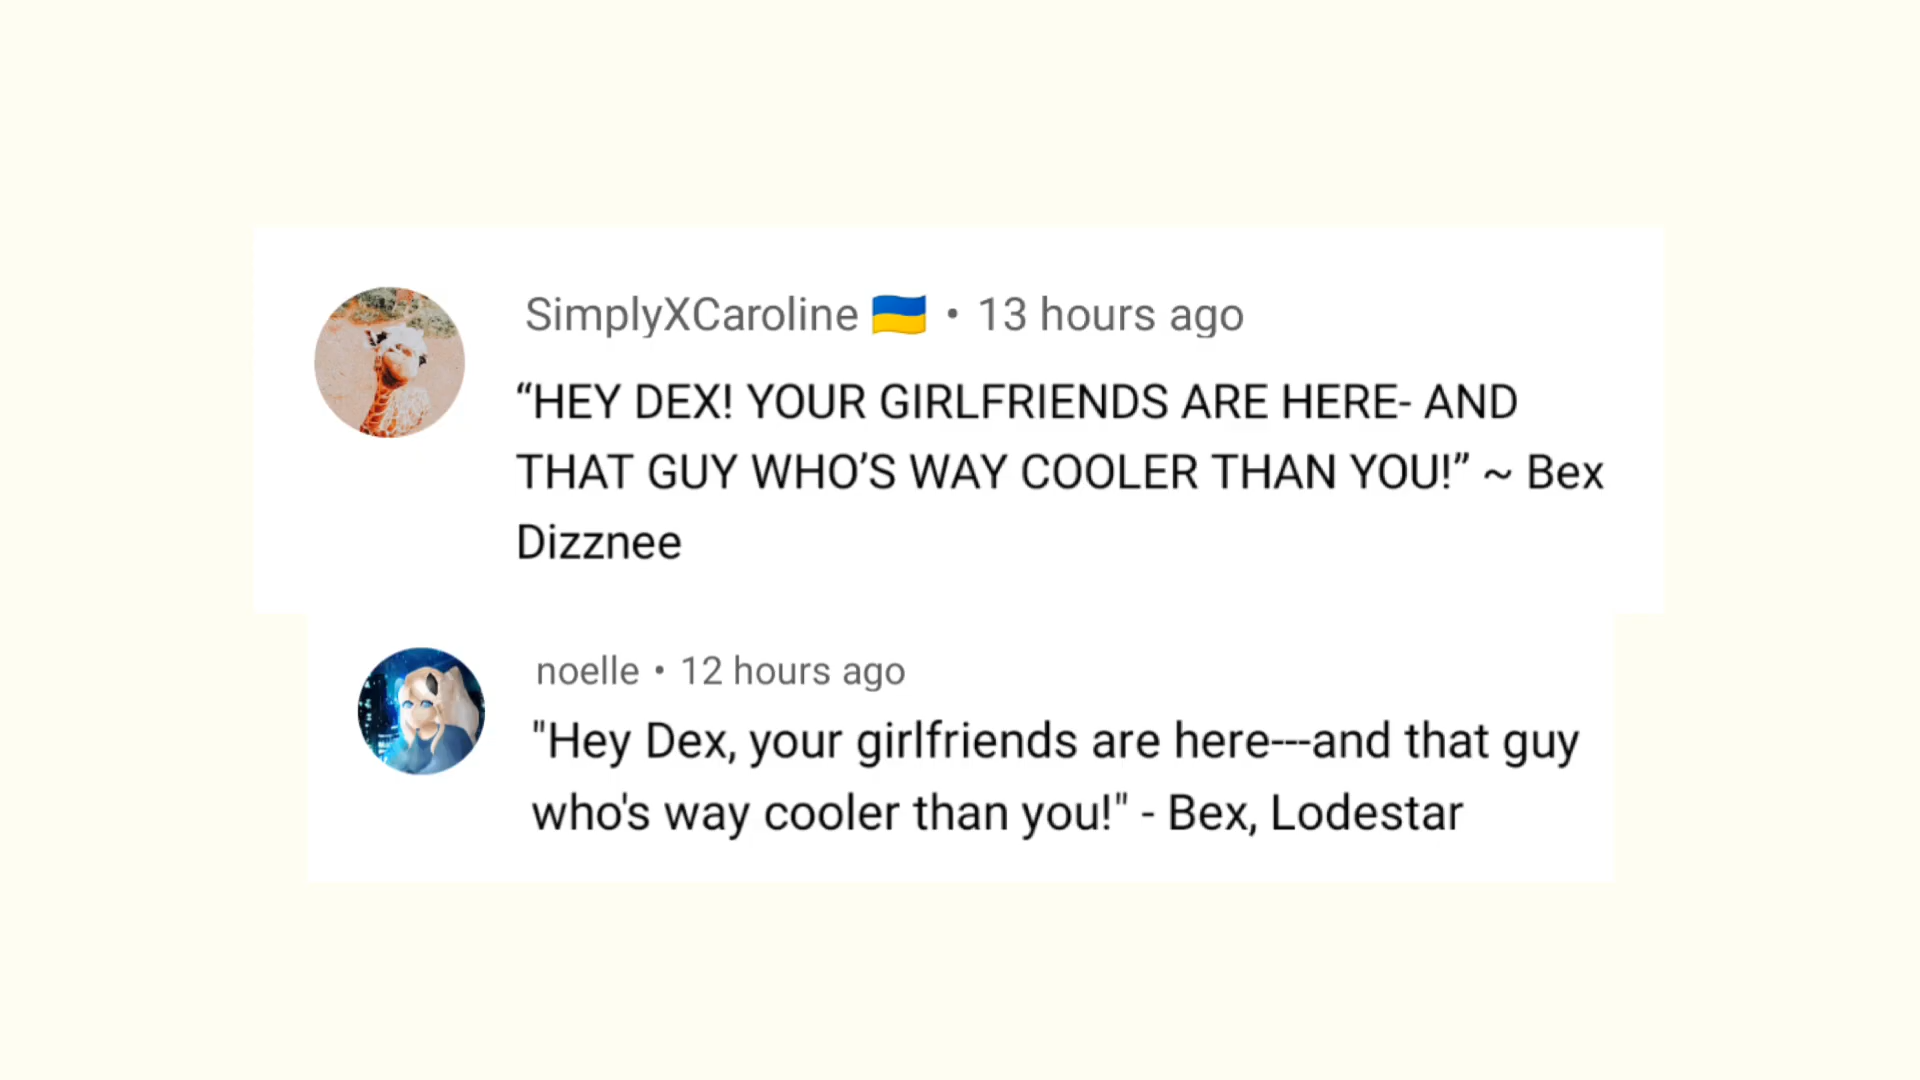 SimplyXCaroline 🇺🇦 • 13 hours ago
“HEY DEX! YOUR GIRLFRIENDS ARE HERE- AND
THAT GUY WHO’S WAY COOLER THAN YOU!” ~ Bex
Dizznee
noelle • 12 hours ago
"Hey Dex, your girlfriends are here---and that guy
who's way cooler than you!" - Bex, Lodestar